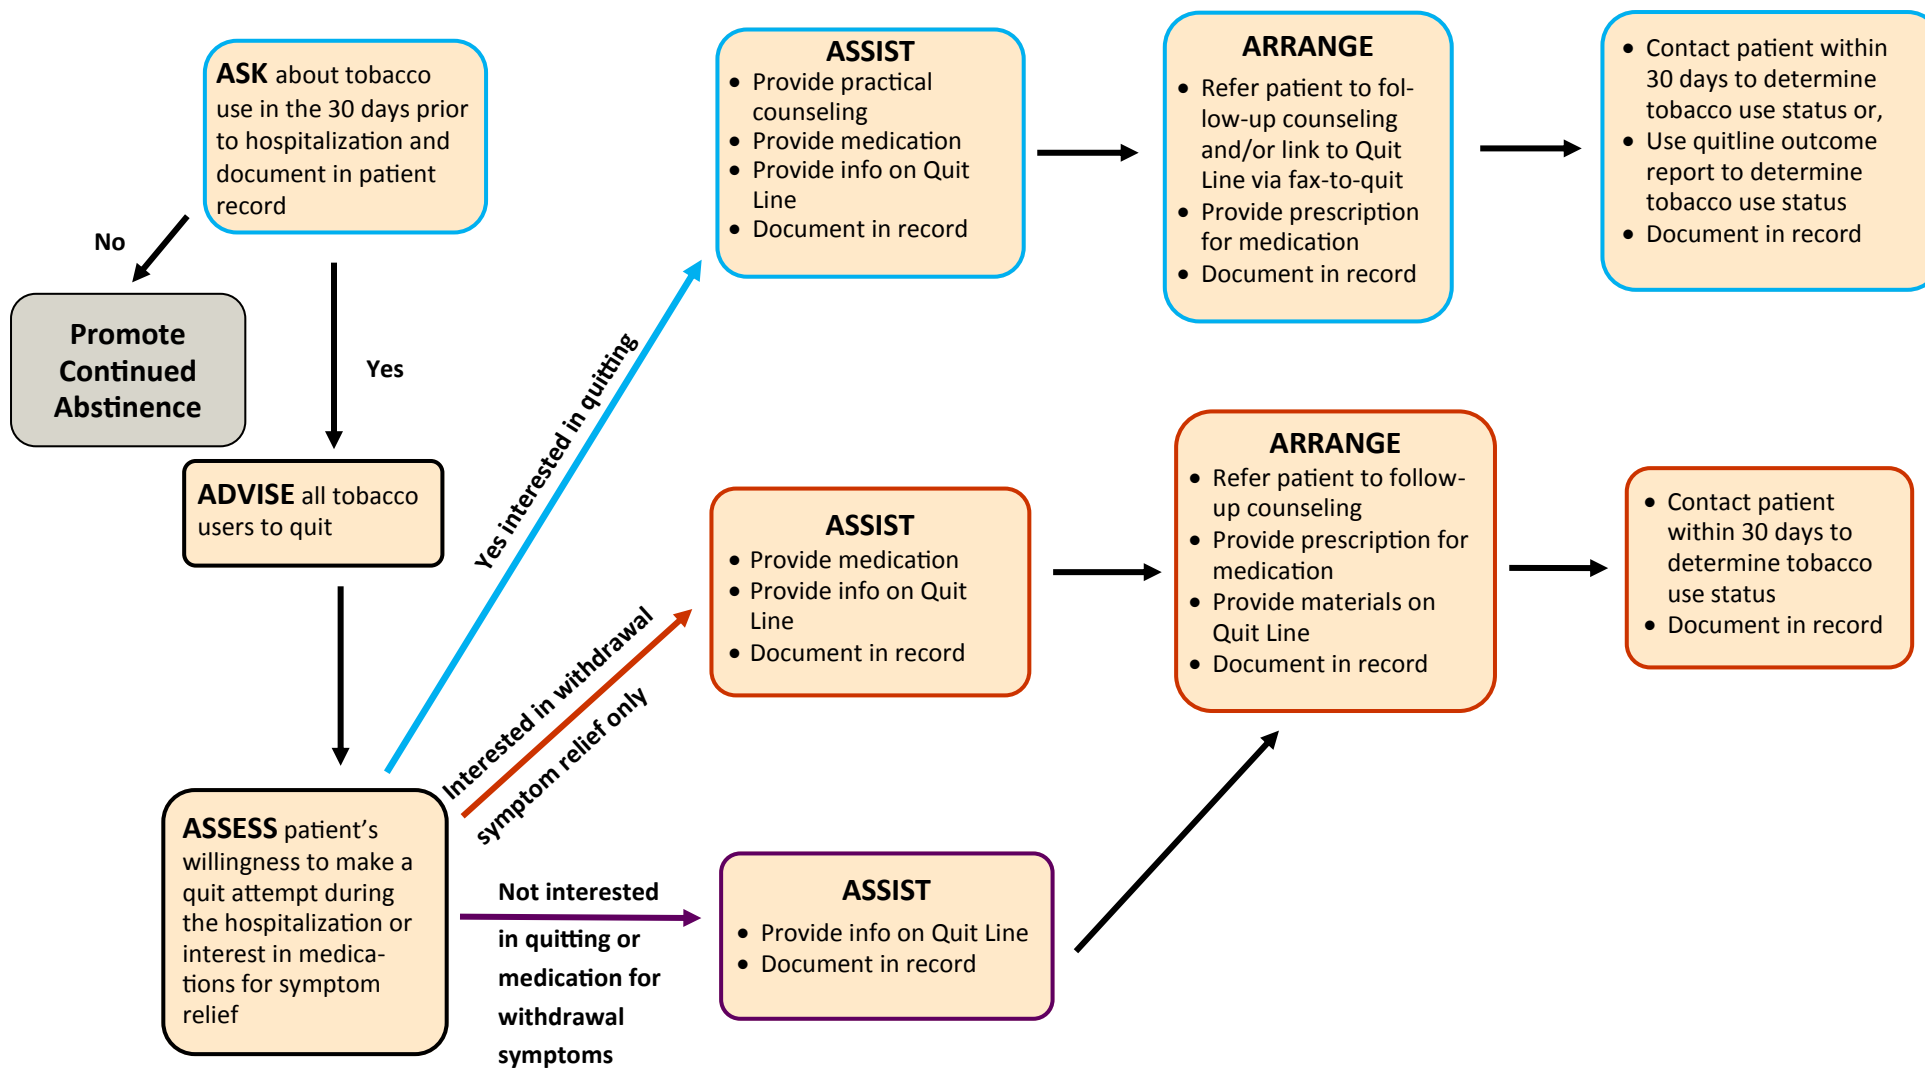 ASK about tobacco
use in the 30 days prior
to hospitalization and
document in patient
record
No
Promote
Continued
Abstinence
Yes
ADVISE all tobacco
users to quit
ASSESS patient’s
willingness to make a
quit attempt during
the hospitalization or
interest in medica-
tions for symptom
relief
Yes interested in quitting
ASSIST
• Provide practical
counseling
• Provide medication
• Provide info on Quit
Line
• Document in record
ARRANGE
• Refer patient to fol-
low-up counseling
and/or link to Quit
Line via fax-to-quit
• Provide prescription
for medication
• Document in record
• Contact patient within
30 days to determine
tobacco use status or,
• Use quitline outcome
report to determine
tobacco use status
• Document in record
Interested in withdrawal
symptom relief only
ASSIST
• Provide medication
• Provide info on Quit
Line
• Document in record
ARRANGE
• Refer patient to follow-
up counseling
• Provide prescription for
medication
• Provide materials on
Quit Line
• Document in record
• Contact patient
within 30 days to
determine tobacco
use status
• Document in record
Not interested
in quitting or
medication for
withdrawal
symptoms
ASSIST
• Provide info on Quit Line
• Document in record